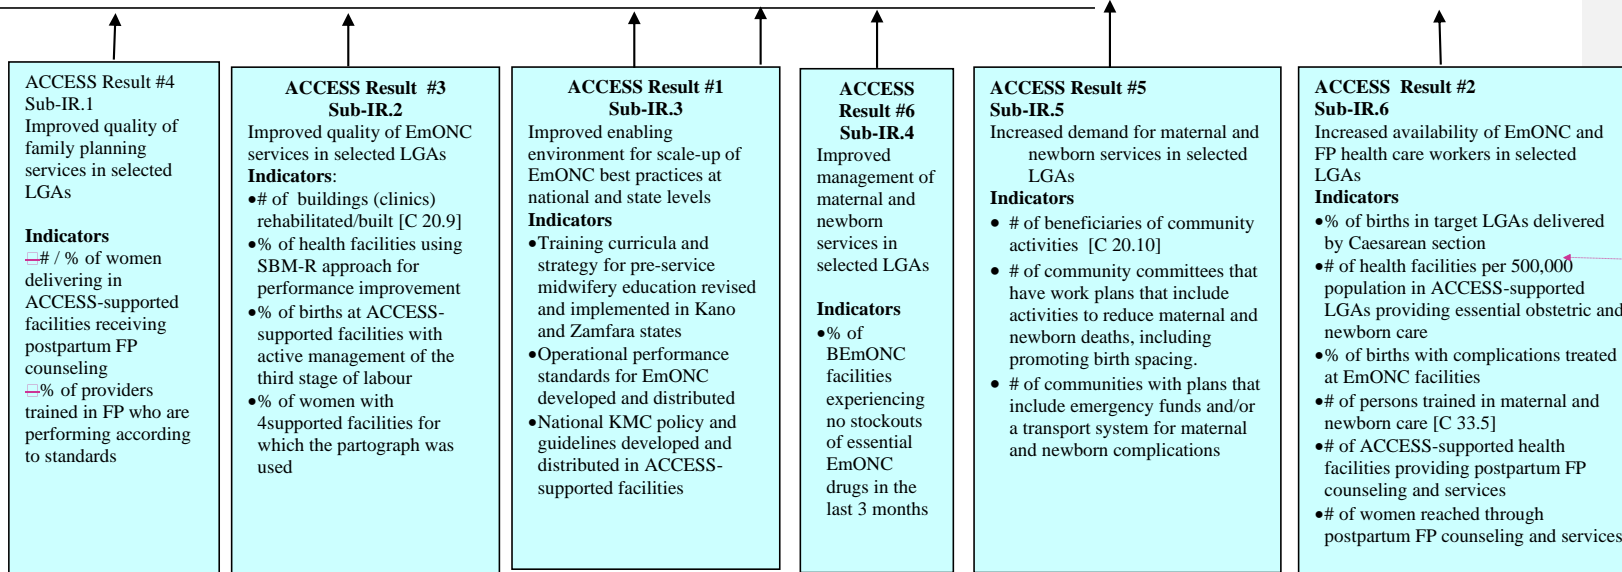 ACCESS Result #4
Sub-IR.1
Improved quality of
family planning
services in selected
LGAs
Indicators
# / % of women
delivering in
ACCESS-supported
facilities receiving
postpartum FP
counseling
% of providers
trained in FP who are
performing according
to standards
ACCESS Result #3
Sub-IR.2
Improved quality of EmONC
services in selected LGAs
Indicators:
•# of buildings (clinics)
rehabilitated/built [C 20.9]
•% of health facilities using
SBM-R approach for
performance improvement
•% of births at ACCESS-
supported facilities with
active management of the
third stage of labour
•% of women with
4supported facilities for
which the partograph was
used
ACCESS Result #1
Sub-IR.3
Improved enabling
environment for scale-up of
EmONC best practices at
national and state levels
Indicators
•Training curricula and
strategy for pre-service
midwifery education revised
and implemented in Kano
and Zamfara states
•Operational performance
standards for EmONC
developed and distributed
•National KMC policy and
guidelines developed and
distributed in ACCESS-
supported facilities
ACCESS
Result #6
Sub-IR.4
Improved
management of
maternal and
newborn
services in
selected LGAs
Indicators
•% of
BEmONC
facilities
experiencing
no stockouts
of essential
EmONC
drugs in the
last 3 months
ACCESS Result #5
Sub-IR.5
Increased demand for maternal and
newborn services in selected
LGAs
Indicators
• # of beneficiaries of community
activities [C 20.10]
• # of community committees that
have work plans that include
activities to reduce maternal and
newborn deaths, including
promoting birth spacing.
• # of communities with plans that
include emergency funds and/or
a transport system for maternal
and newborn complications
ACCESS Result #2
Sub-IR.6
Increased availability of EmONC and
FP health care workers in selected
LGAs
Indicators
•% of births in target LGAs delivered
by Caesarean section
•# of health facilities per 500,000
population in ACCESS-supported
LGAs providing essential obstetric and
newborn care
•% of births with complications treated
at EmONC facilities
•# of persons trained in maternal and
newborn care [C 33.5]
•# of ACCESS-supported health
facilities providing postpartum FP
counseling and services
•# of women reached through
postpartum FP counseling and services